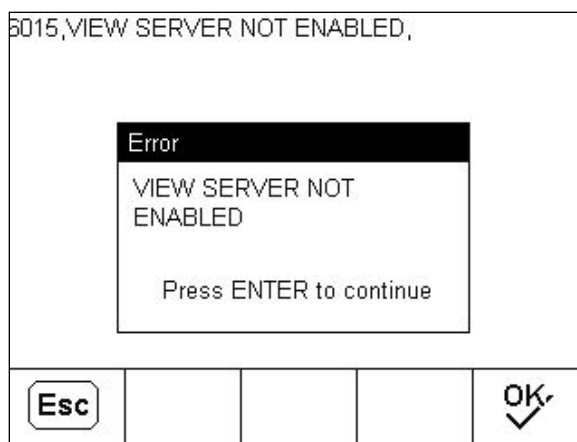 6015,VIEW SERVER NOT ENABLED,
Error
VIEW SERVER NOT
ENABLED
Press ENTER to continue
Esc
OK